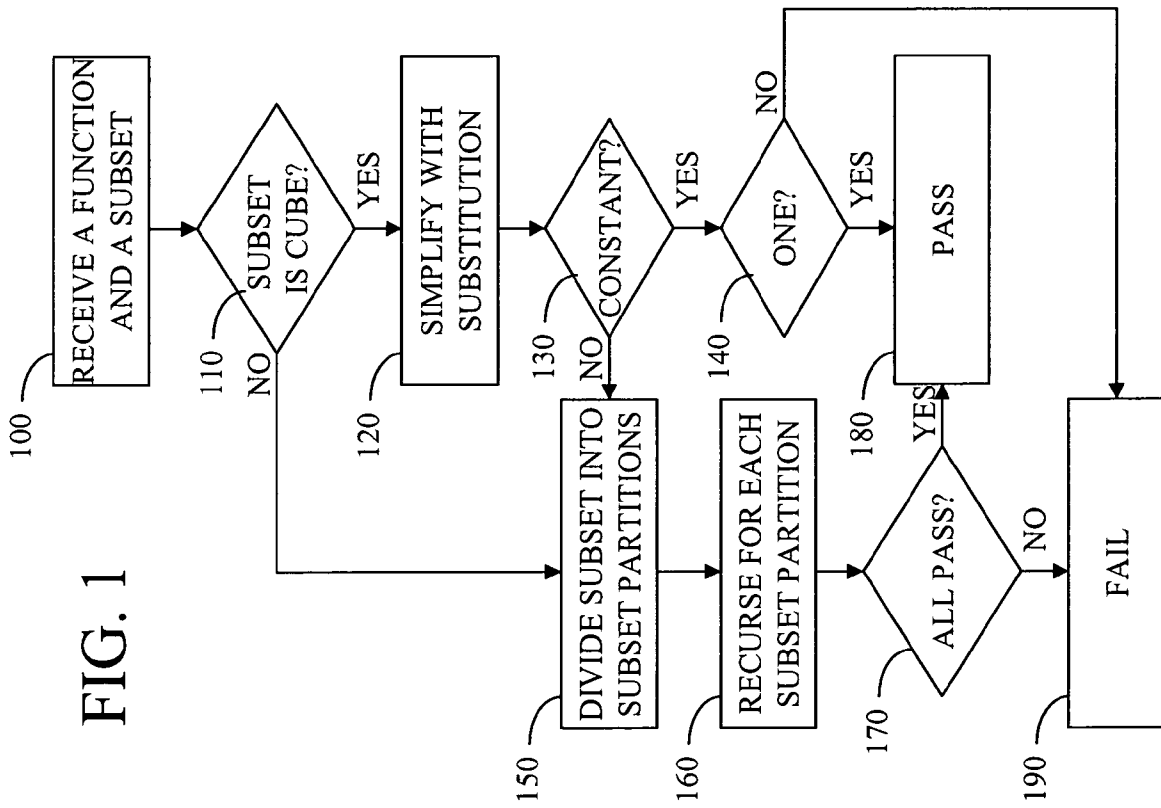 FIG. 1
100
RECEIVE A FUNCTION
AND A SUBSET
110
SUBSET
IS CUBE?
NO
YES
120
SIMPLIFY WITH
SUBSTITUTION
130
CONSTANT?
NO
YES
140
ONE?
NO
YES
150
DIVIDE SUBSET INTO
SUBSET PARTITIONS
160
RECURSE FOR EACH
SUBSET PARTITION
170
ALL PASS?
YES
NO
180
PASS
190
FAIL